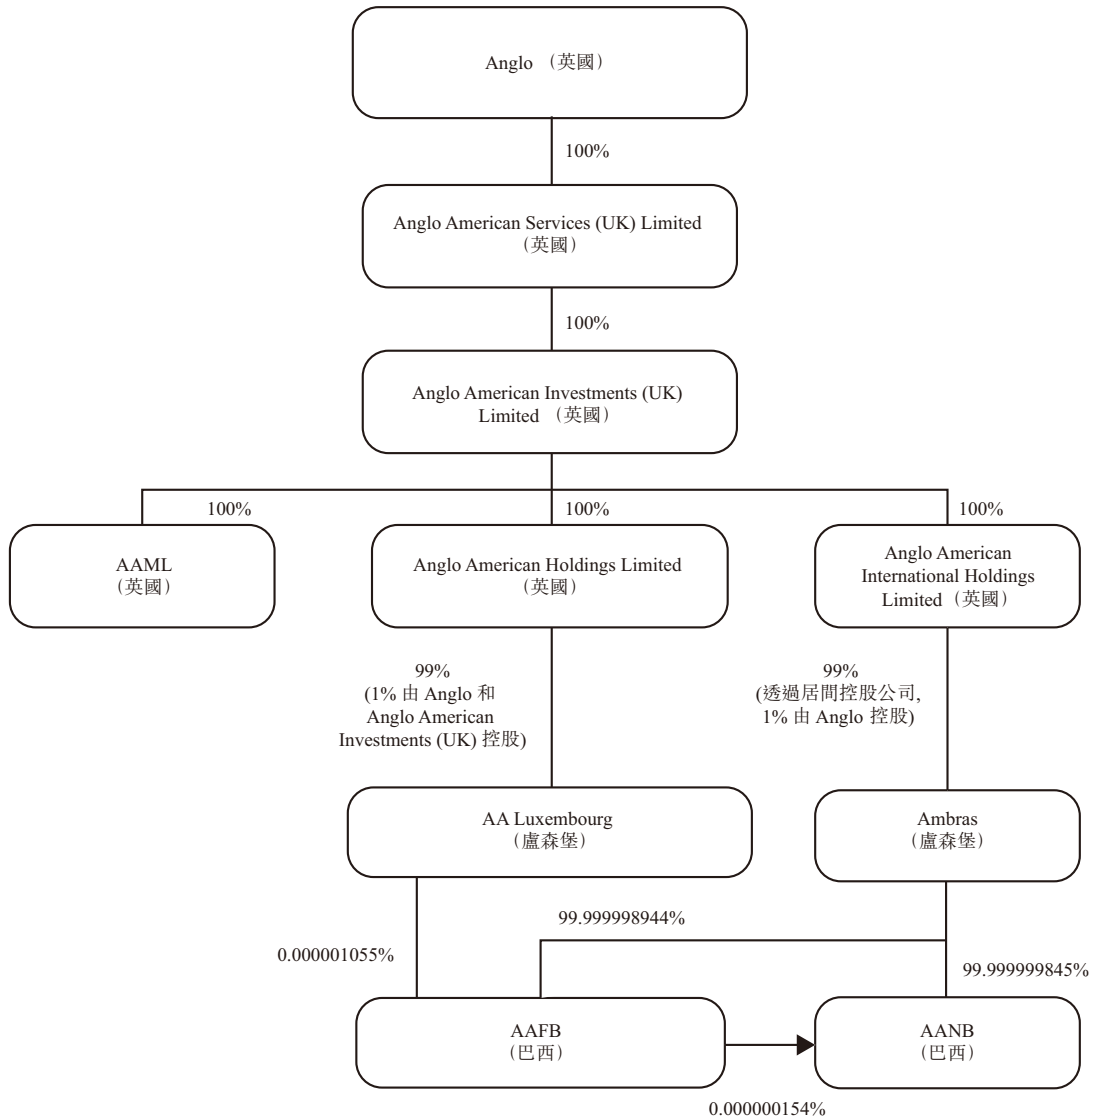 Anglo （英國）
100%
Anglo American Services (UK) Limited
（英國）
100%
Anglo American Investments (UK)
Limited （英國）
100%
100%
100%
AAML
（英國）
Anglo American Holdings Limited
（英國）
Anglo American
International Holdings
Limited（英國）
99%
(1% 由 Anglo 和
Anglo American
Investments (UK) 控股)
99%
(透過居間控股公司,
1% 由 Anglo 控股)
AA Luxembourg
（盧森堡）
Ambras
（盧森堡）
99.999998944%
0.000001055%
99.999999845%
AAFB
（巴西）
AANB
（巴西）
0.000000154%